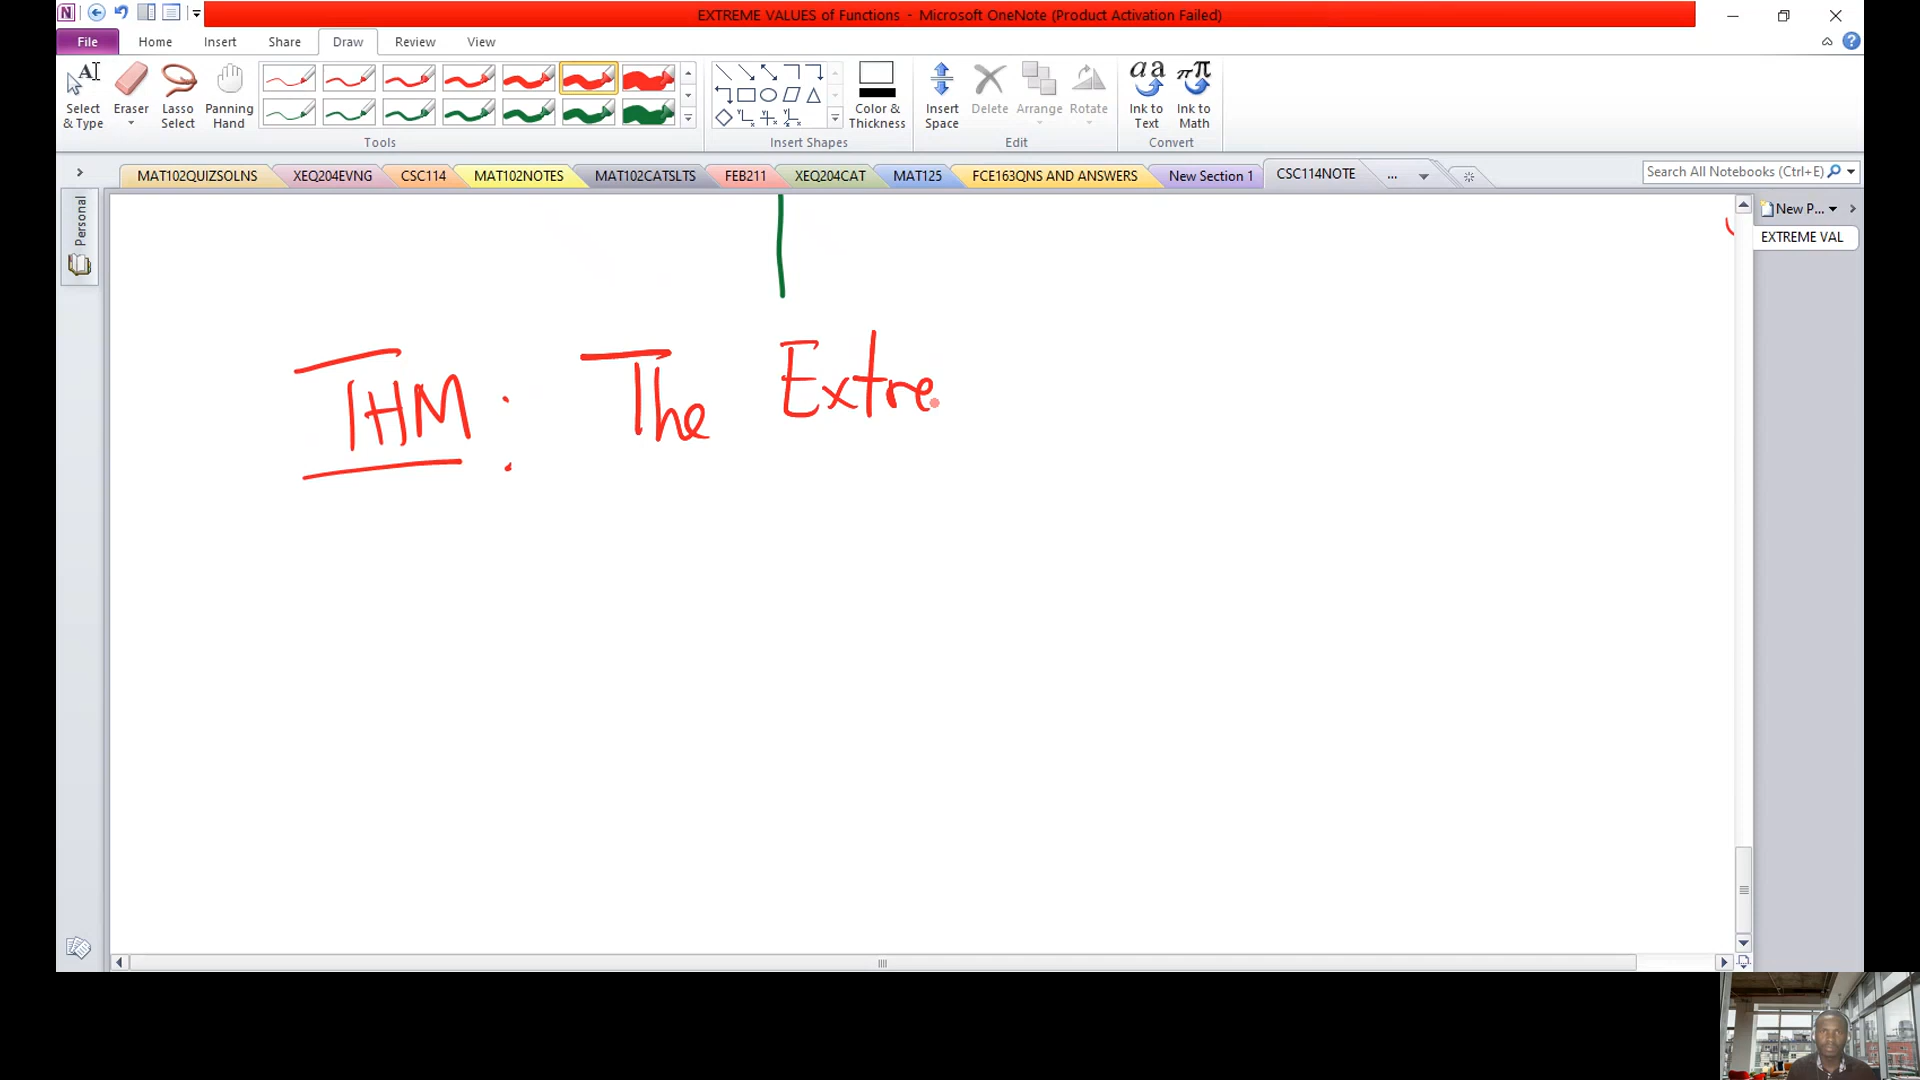 EXTREME VALUES of Functions - Microsoft OneNote (Product Activation Failed)
File Home Insert Share Draw Review View
Select & Type
Eraser
Lasso Select
Panning Hand
Color & Thickness
Insert Space
Delete
Arrange
Rotate
Ink to Text
Ink to Math
Tools Insert Shapes Edit Convert
MAT102QUIZSOLNS XEQ204EVNG CSC114 MAT102NOTES MAT102CATSLTS FEB211 XEQ204CAT MAT125 FCE163QNS AND ANSWERS New Section 1 CSC114NOTE ...
Search All Notebooks (Ctrl+E)
Personal
New P...
EXTREME VAL
THM : The Extre